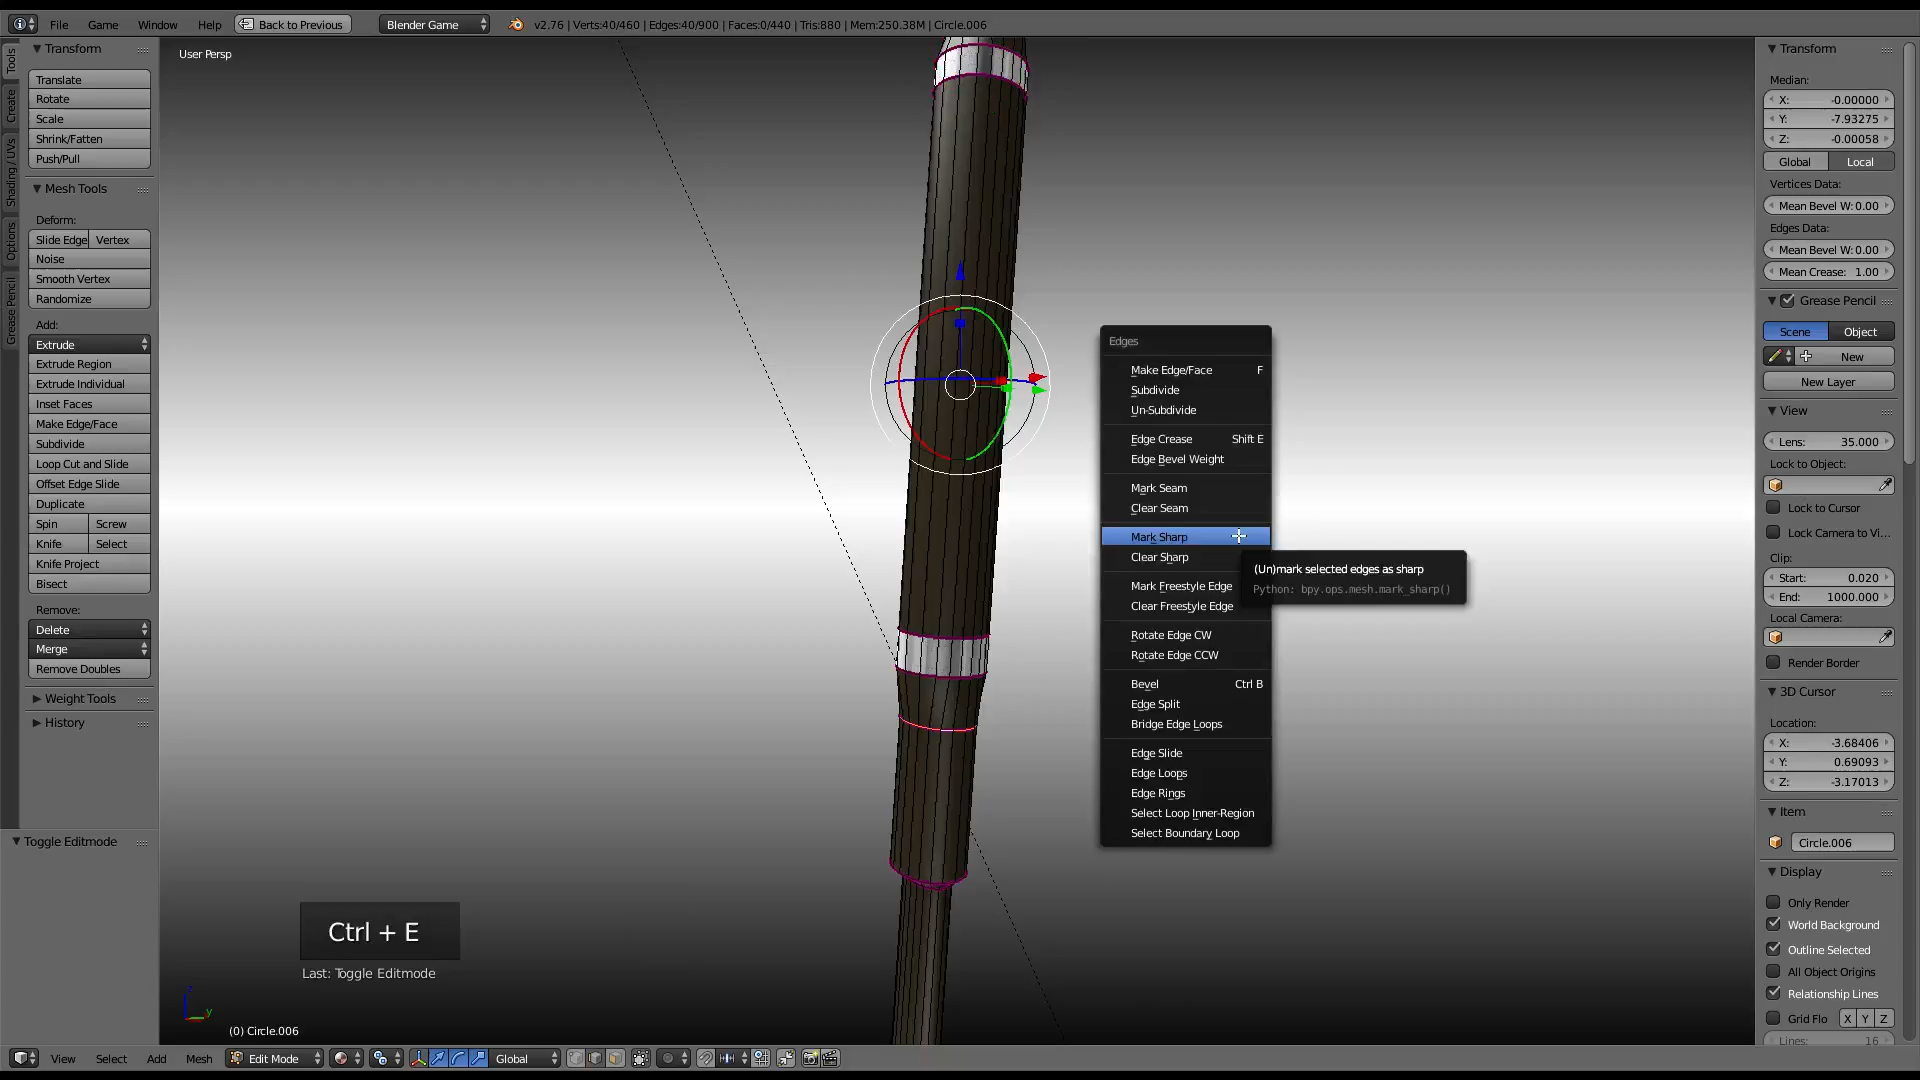 File Game Window Help Back to Previous Blender Game v2.76 | Verts:40/460 | Edges:40/900 | Faces:0/440 | Tris:880 | Mem:250.38M | Circle.006
User Persp
Tools
Create
Shading / UVs
Options
Grease Pencil
Transform
Translate
Rotate
Scale
Shrink/Fatten
Push/Pull
Mesh Tools
Deform:
Slide Edge Vertex
Noise
Smooth Vertex
Randomize
Add:
Extrude
Extrude Region
Extrude Individual
Inset Faces
Make Edge/Face
Subdivide
Loop Cut and Slide
Offset Edge Slide
Duplicate
Spin Screw
Knife Select
Knife Project
Bisect
Remove:
Delete
Merge
Remove Doubles
Weight Tools
History
Toggle Editmode
Edges
Make Edge/Face F
Subdivide
Un-Subdivide
Edge Crease Shift E
Edge Bevel Weight
Mark Seam
Clear Seam
Mark Sharp
Clear Sharp
(Un)mark selected edges as sharp
Python: bpy.ops.mesh.mark_sharp()
Mark Freestyle Edge
Clear Freestyle Edge
Rotate Edge CW
Rotate Edge CCW
Bevel Ctrl B
Edge Split
Bridge Edge Loops
Edge Slide
Edge Loops
Edge Rings
Select Loop Inner-Region
Select Boundary Loop
Ctrl + E
Last: Toggle Editmode
z
y
(0) Circle.006
Transform
Median:
X: -0.00000
Y: -7.93275
Z: -0.00058
Global Local
Vertices Data:
Mean Bevel W: 0.00
Edges Data:
Mean Bevel W: 0.00
Mean Crease: 1.00
Grease Pencil
Scene Object
New
New Layer
View
Lens: 35.000
Lock to Object:
Lock to Cursor
Lock Camera to Vi...
Clip:
Start: 0.020
End: 1000.000
Local Camera:
Render Border
3D Cursor
Location:
X: -3.68406
Y: 0.69093
Z: -3.17013
Item
Circle.006
Display
Only Render
World Background
Outline Selected
All Object Origins
Relationship Lines
Grid Flo X Y Z
Lines: 16
View Select Add Mesh Edit Mode Global